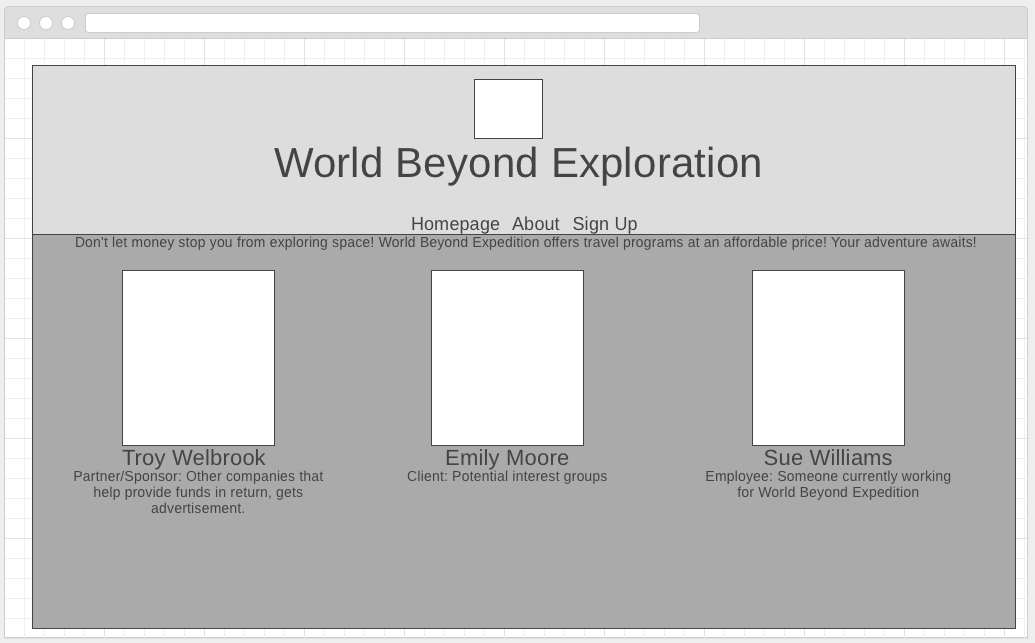 World Beyond Exploration
Homepage About Sign Up
Don't let money stop you from exploring space! World Beyond Expedition offers travel programs at an affordable price! Your adventure awaits!
Troy Welbrook
Partner/Sponsor: Other companies that
help provide funds in return, gets
advertisement.
Emily Moore
Client: Potential interest groups
Sue Williams
Employee: Someone currently working
for World Beyond Expedition